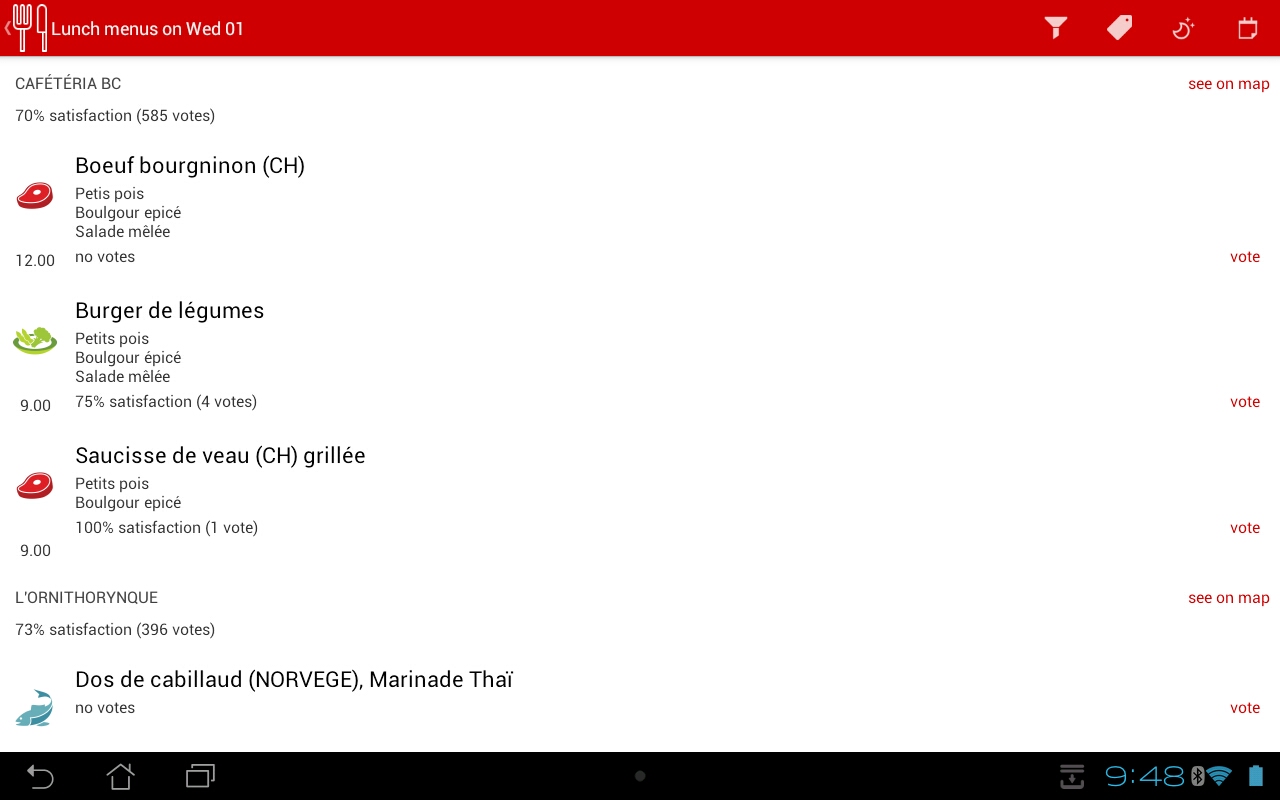 Lunch menus on Wed 01
CAFÉTÉRIA BC
see on map
70% satisfaction (585 votes)
Boeuf bourgninon (CH)
Petis pois
Boulgour epicé
Salade mêlée
12.00
no votes
vote
Burger de légumes
Petits pois
Boulgour épicé
Salade mêlée
9.00
75% satisfaction (4 votes)
vote
Saucisse de veau (CH) grillée
Petits pois
Boulgour epicé
100% satisfaction (1 vote)
vote
9.00
L'ORNITHORYNQUE
see on map
73% satisfaction (396 votes)
Dos de cabillaud (NORVEGE), Marinade Thaï
no votes
vote
9:48